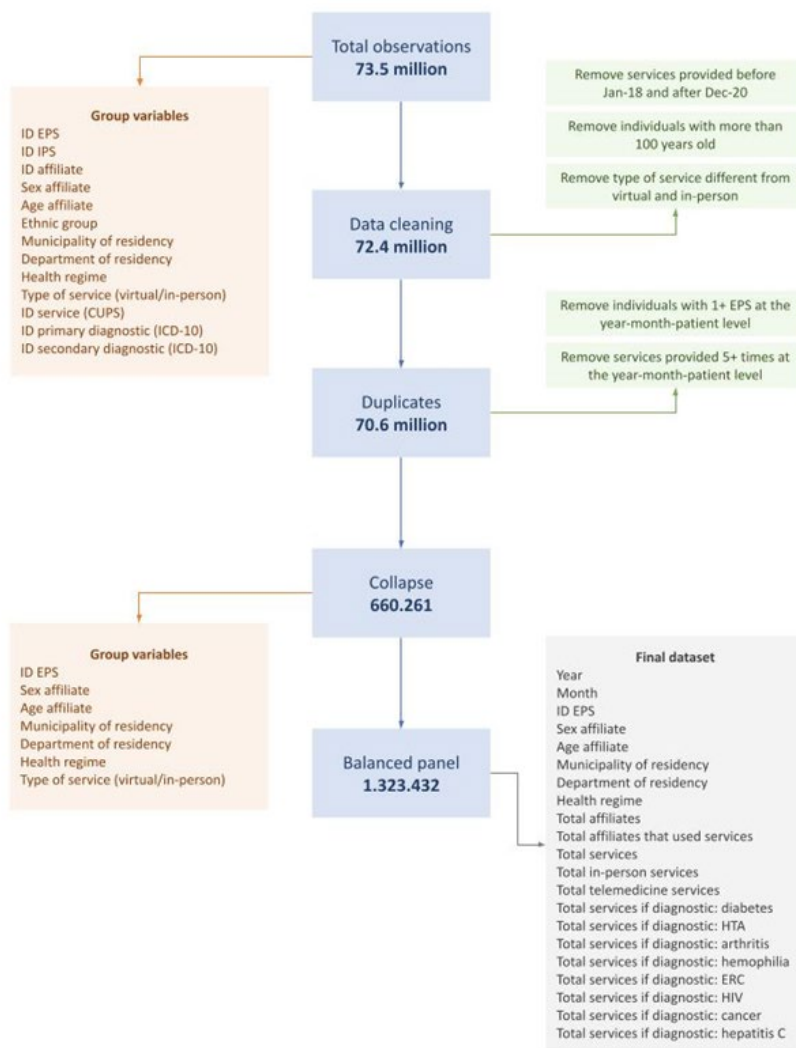 Total observations
73.5 million
Group variables
ID EPS
ID IPS
ID affiliate
Sex affiliate
Age affiliate
Ethnic group
Municipality of residency
Department of residency
Health regime
Type of service (virtual/in-person)
ID service (CUPS)
ID primary diagnostic (ICD-10)
ID secondary diagnostic (ICD-10)
Remove services provided before
Jan-18 and after Dec-20
Remove individuals with more than
100 years old
Remove type of service different from
virtual and in-person
Data cleaning
72.4 million
Remove individuals with 1+ EPS at the
year-month-patient level
Remove services provided 5+ times at
the year-month-patient level
Duplicates
70.6 million
Collapse
660.261
Group variables
ID EPS
Sex affiliate
Age affiliate
Municipality of residency
Department of residency
Health regime
Type of service (virtual/in-person)
Balanced panel
1.323.432
Final dataset
Year
Month
ID EPS
Sex affiliate
Age affiliate
Municipality of residency
Department of residency
Health regime
Total affiliates
Total affiliates that used services
Total services
Total in-person services
Total telemedicine services
Total services if diagnostic: diabetes
Total services if diagnostic: HTA
Total services if diagnostic: arthritis
Total services if diagnostic: hemophilia
Total services if diagnostic: ERC
Total services if diagnostic: HIV
Total services if diagnostic: cancer
Total services if diagnostic: hepatitis C